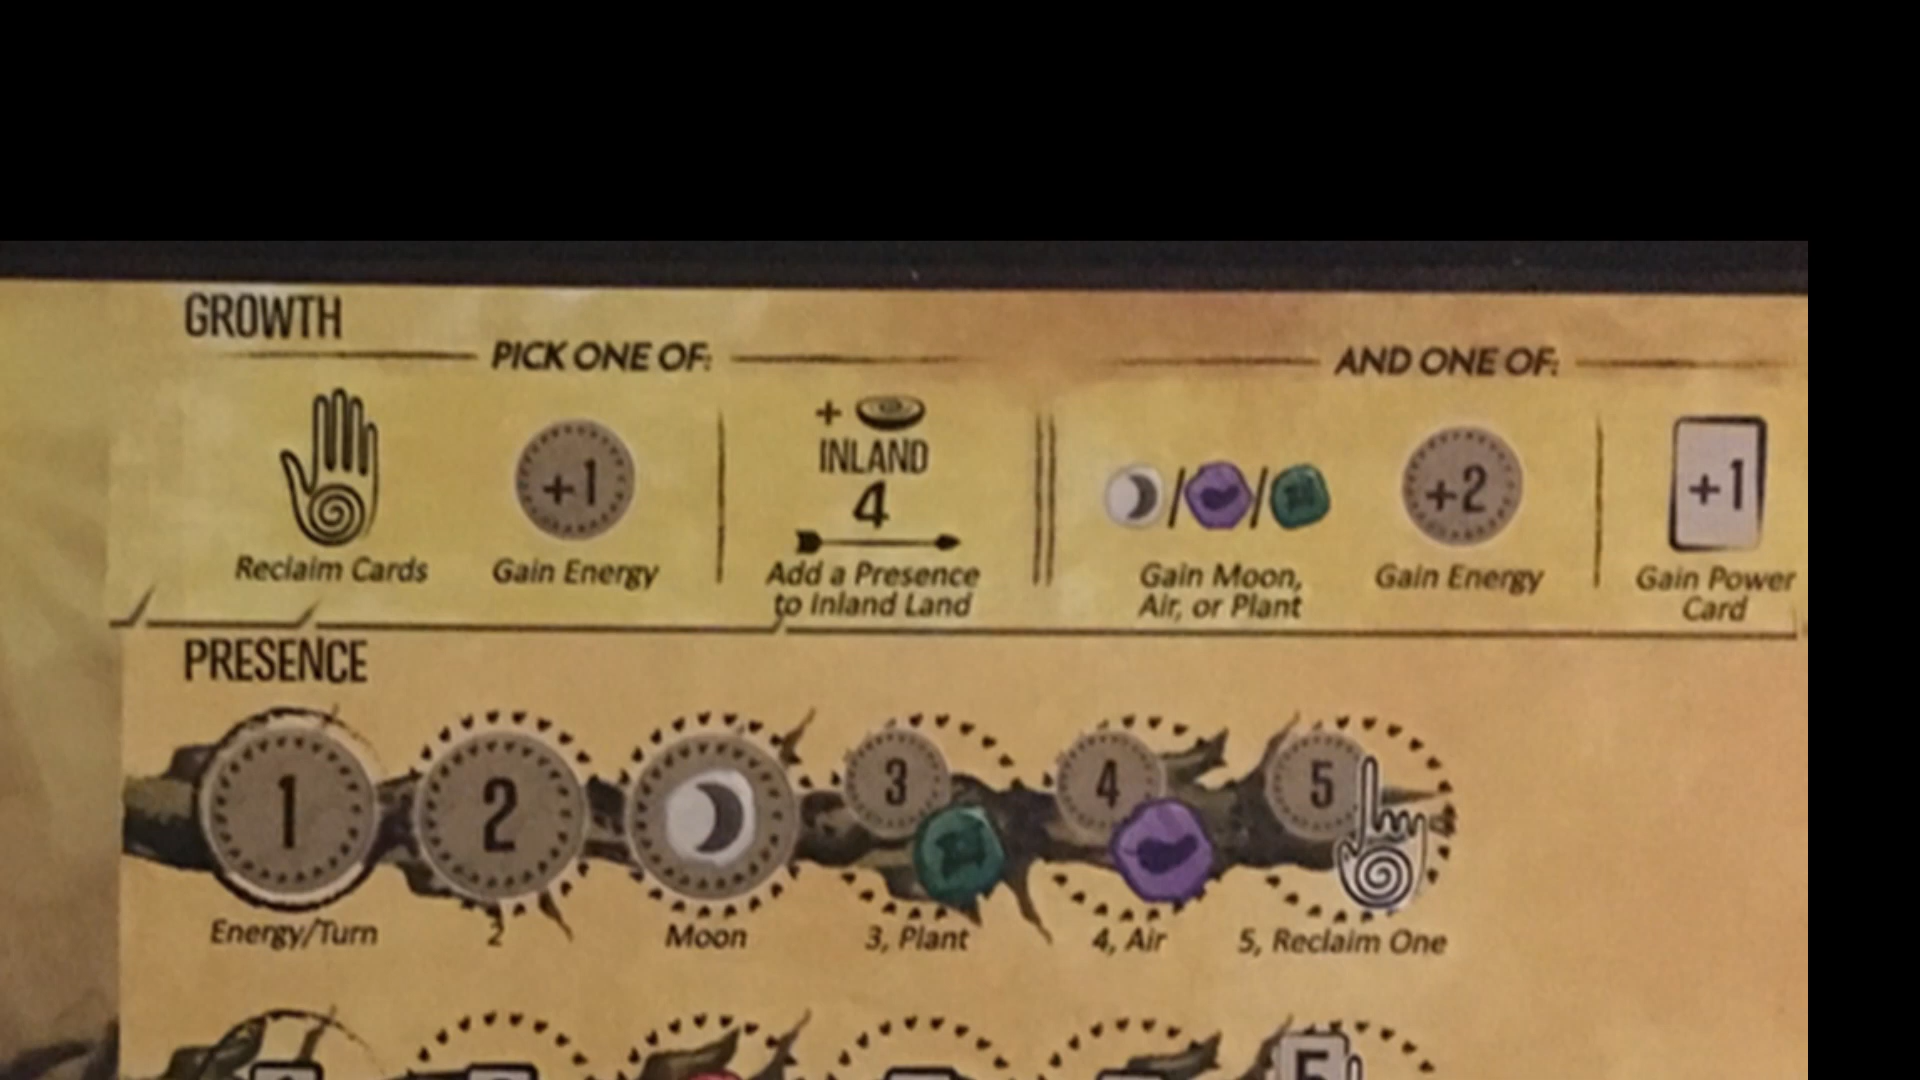 GROWTH
PICK ONE OF:
AND ONE OF:
+
INLAND
4
+1
+2
+1
Reclaim Cards
Gain Energy
Add a Presence
to Inland Land
Gain Moon,
Air, or Plant
Gain Energy
Gain Power
Card
PRESENCE
1
2
3
4
5
Energy/Turn
2
Moon
3, Plant
4, Air
5, Reclaim One
5